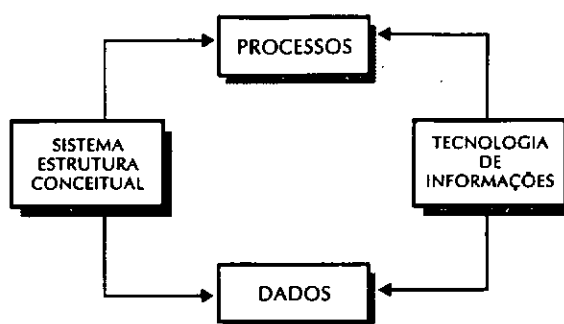 PROCESSOS
SISTEMA
ESTRUTURA
CONCEITUAL
TECNOLOGIA
DE
INFORMAÇÕES
DADOS